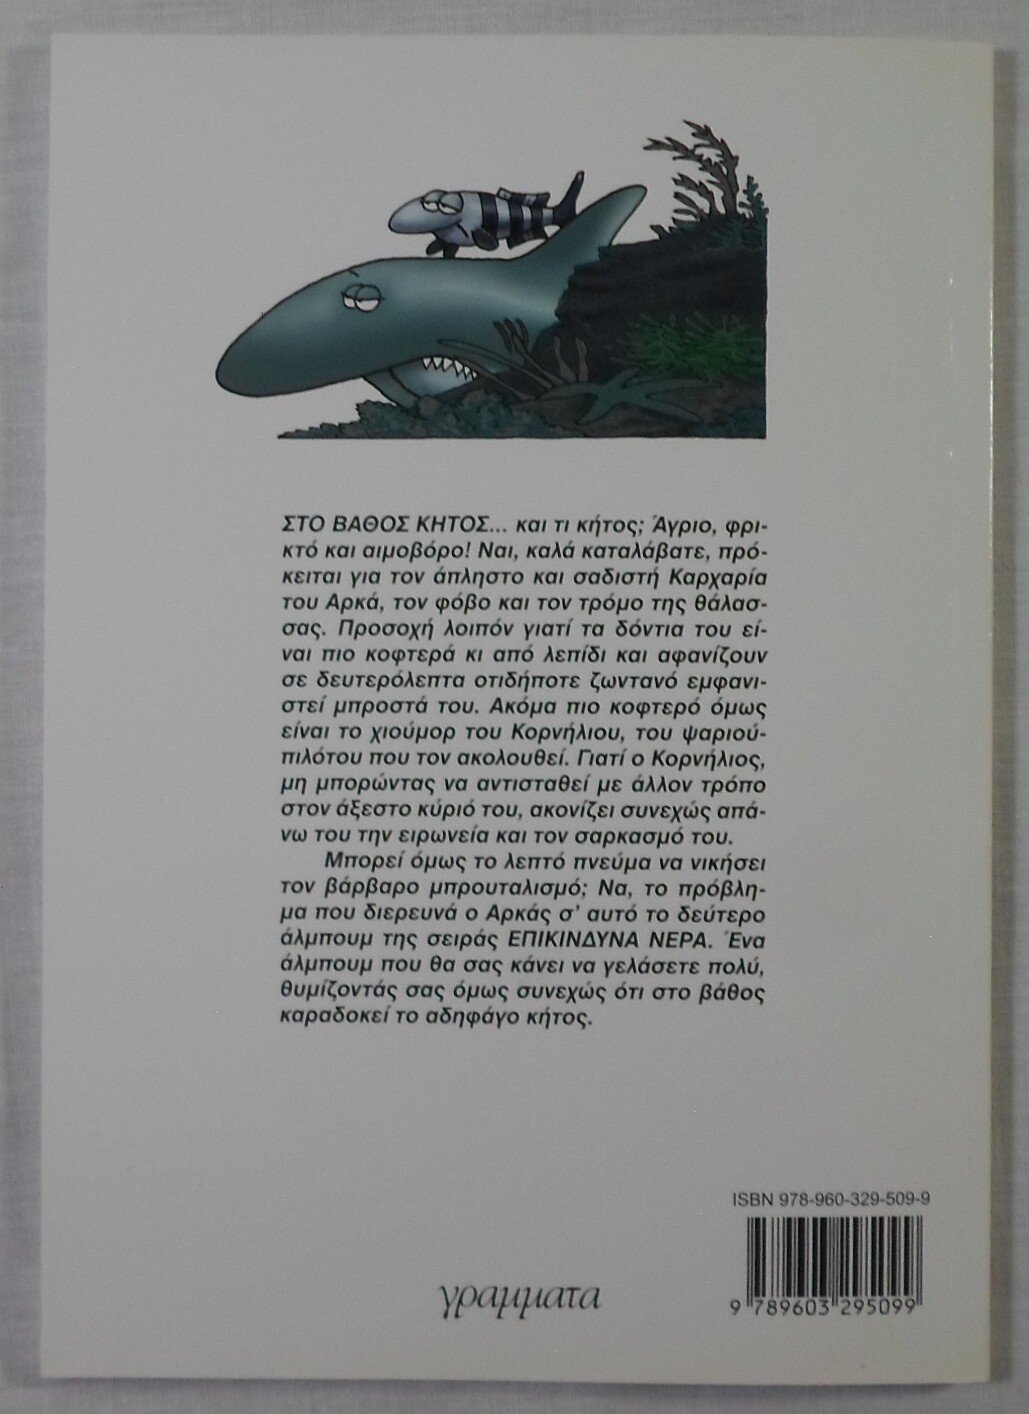 ΣΤΟ ΒΑΘΟΣ ΚΗΤΟΣ... και τι κήτος; Άγριο, φρι-
κτό και αιμοβόρο! Ναι, καλά καταλάβατε, πρό-
κειται για τον άπληστο και σαδιστή Καρχαρία
του Αρκά, τον φόβο και τον τρόμο της θάλασ-
σας. Προσοχή λοιπόν γιατί τα δόντια του εί-
ναι πιο κοφτερά κι από λεπίδι και αφανίζουν
σε δευτερόλεπτα οτιδήποτε ζωντανό εμφανι-
στεί μπροστά του. Ακόμα πιο κοφτερό όμως
είναι το χιούμορ του Κορνήλιου, του ψαριού-
πιλότου που τον ακολουθεί. Γιατί ο Κορνήλιος,
μη μπορώντας να αντισταθεί με άλλον τρόπο
στον άξεστο κύριό του, ακονίζει συνεχώς απά-
νω του την ειρωνεία και τον σαρκασμό του.
Μπορεί όμως το λεπτό πνεύμα να νικήσει
τον βάρβαρο μπρουταλισμό; Να, το πρόβλη-
μα που διερευνά ο Αρκάς σ' αυτό το δεύτερο
άλμπουμ της σειράς ΕΠΙΚΙΝΔΥΝΑ ΝΕΡΑ. Ένα
άλμπουμ που θα σας κάνει να γελάσετε πολύ,
θυμίζοντάς σας όμως συνεχώς ότι στο βάθος
καραδοκεί το αδηφάγο κήτος.
ISBN 978-960-329-509-9
9 789603 295099
γραμματα